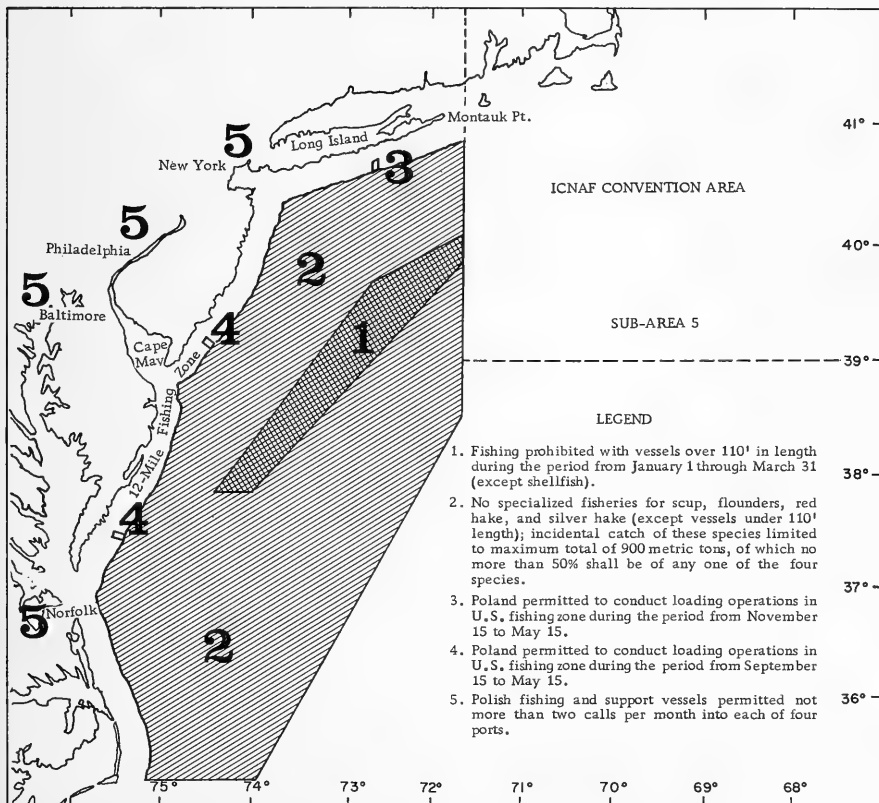 Montauk Pt.
41°
5
Long Island
New York
3
ICNAF CONVENTION AREA
5
2
40°
Philadelphia
5
Baltimore
4
1
SUB-AREA 5
Cape
May
39°
12-Mile Fishing Zone
LEGEND
1. Fishing prohibited with vessels over 110' in length
during the period from January 1 through March 31
(except shellfish).
38°
2. No specialized fisheries for scup, flounders, red
hake, and silver hake (except vessels under 110'
length); incidental catch of these species limited
to maximum total of 900 metric tons, of which no
more than 50% shall be of any one of the four
species.
4
37°
3. Poland permitted to conduct loading operations in
U.S. fishing zone during the period from November
15 to May 15.
5
Norfolk
2
4. Poland permitted to conduct loading operations in
U.S. fishing zone during the period from September
15 to May 15.
36°
5. Polish fishing and support vessels permitted not
more than two calls per month into each of four
ports.
75° 74° 73° 72° 71° 70° 69° 68°